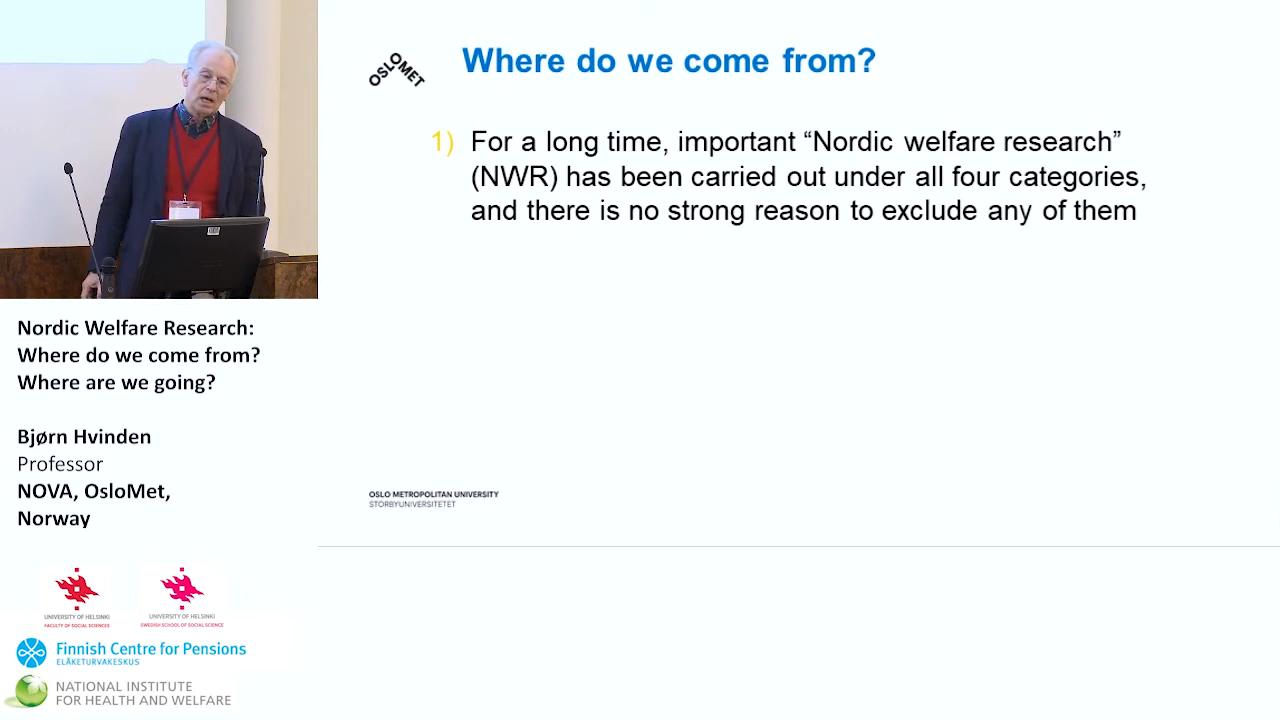 OSLOMET
Where do we come from?
1) For a long time, important “Nordic welfare research”
(NWR) has been carried out under all four categories,
and there is no strong reason to exclude any of them
OSLO METROPOLITAN UNIVERSITY
STORBYUNIVERSITETET
Nordic Welfare Research:
Where do we come from?
Where are we going?
Bjørn Hvinden
Professor
NOVA, OsloMet,
Norway
UNIVERSITY OF HELSINKI
FACULTY OF SOCIAL SCIENCES
UNIVERSITY OF HELSINKI
SWEDISH SCHOOL OF SOCIAL SCIENCE
Finnish Centre for Pensions
ELÄKETURVAKESKUS
NATIONAL INSTITUTE
FOR HEALTH AND WELFARE